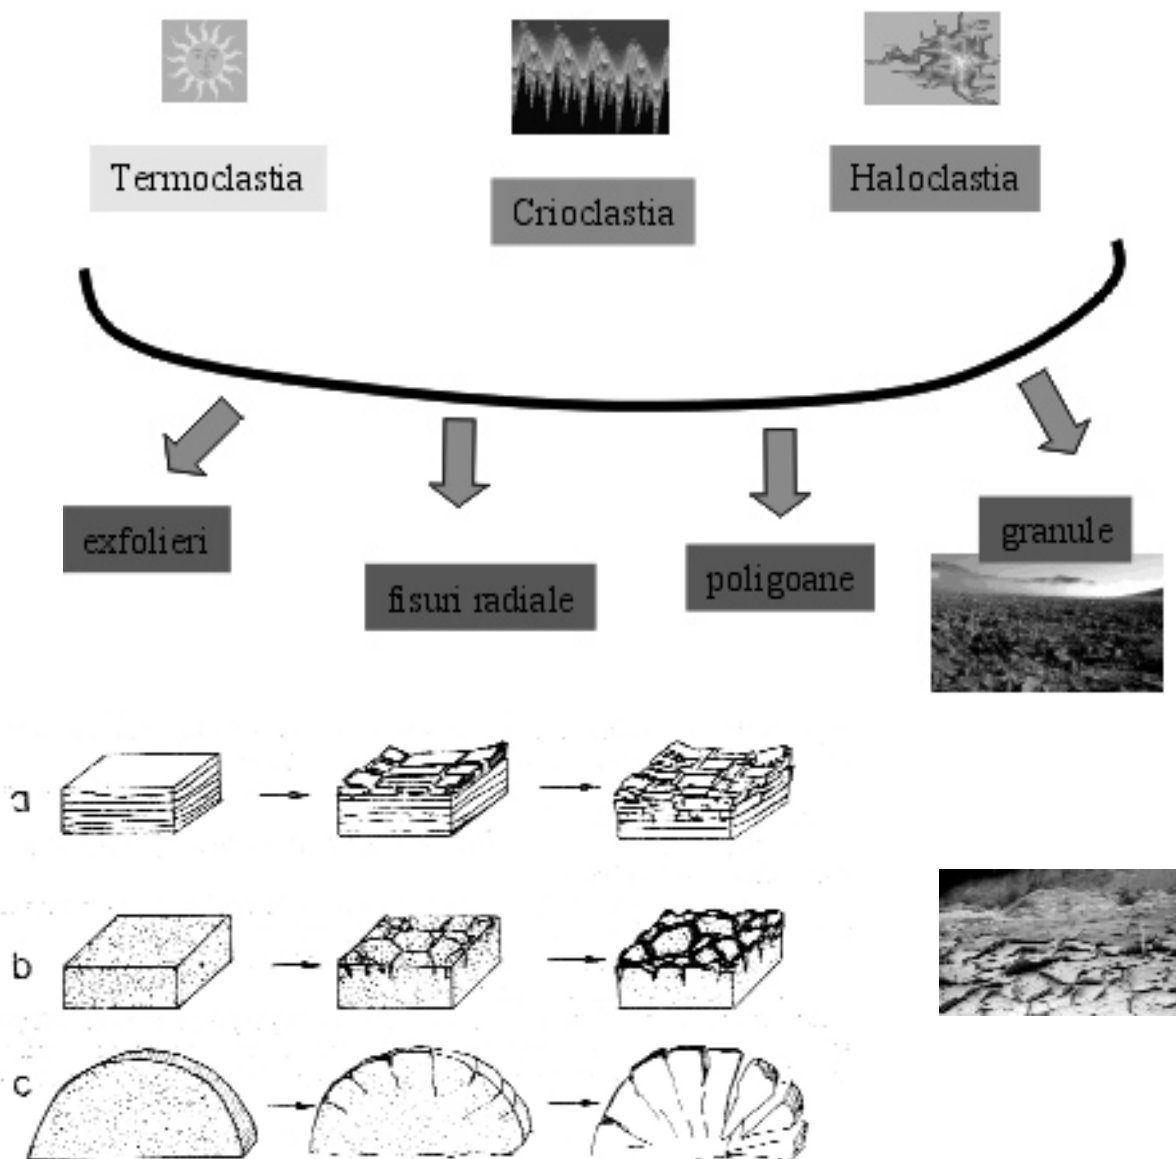 Termoclastia
Crioclastia
Haloclastia
exfolieri
fisuri radiale
poligoane
granule
a
b
c